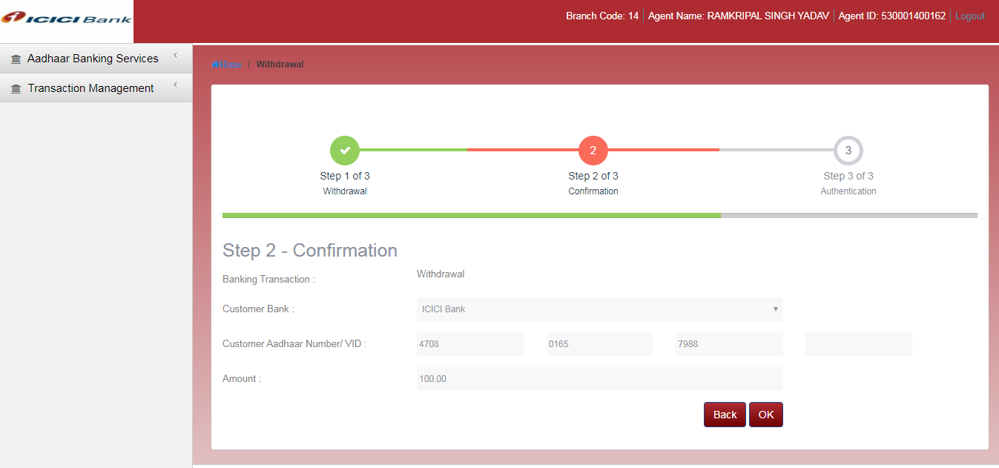 ICICI Bank
Branch Code: 14 Agent Name: RAMKRIPAL SINGH YADAV Agent ID: 530001400162 Logout
Aadhaar Banking Services
Transaction Management
Home / Withdrawal
2
3
Step 1 of 3
Step 2 of 3
Step 3 of 3
Withdrawal
Confirmation
Authentication
Step 2 - Confirmation
Banking Transaction : Withdrawal
Customer Bank : ICICI Bank
Customer Aadhaar Number/ VID : 4708 0165 7988
Amount : 100.00
Back OK